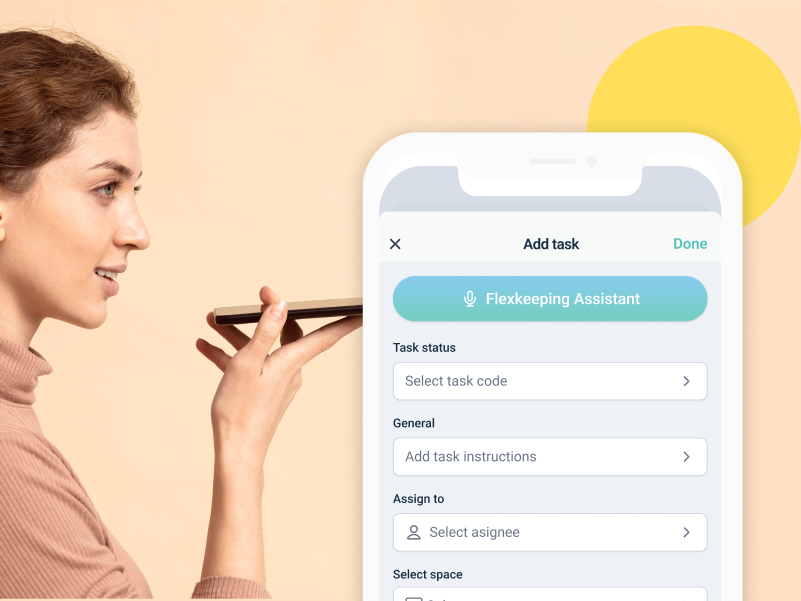 Add task
Done
Flexkeeping Assistant
Task status
Select task code
General
Add task instructions
Assign to
Select asignee
Select space